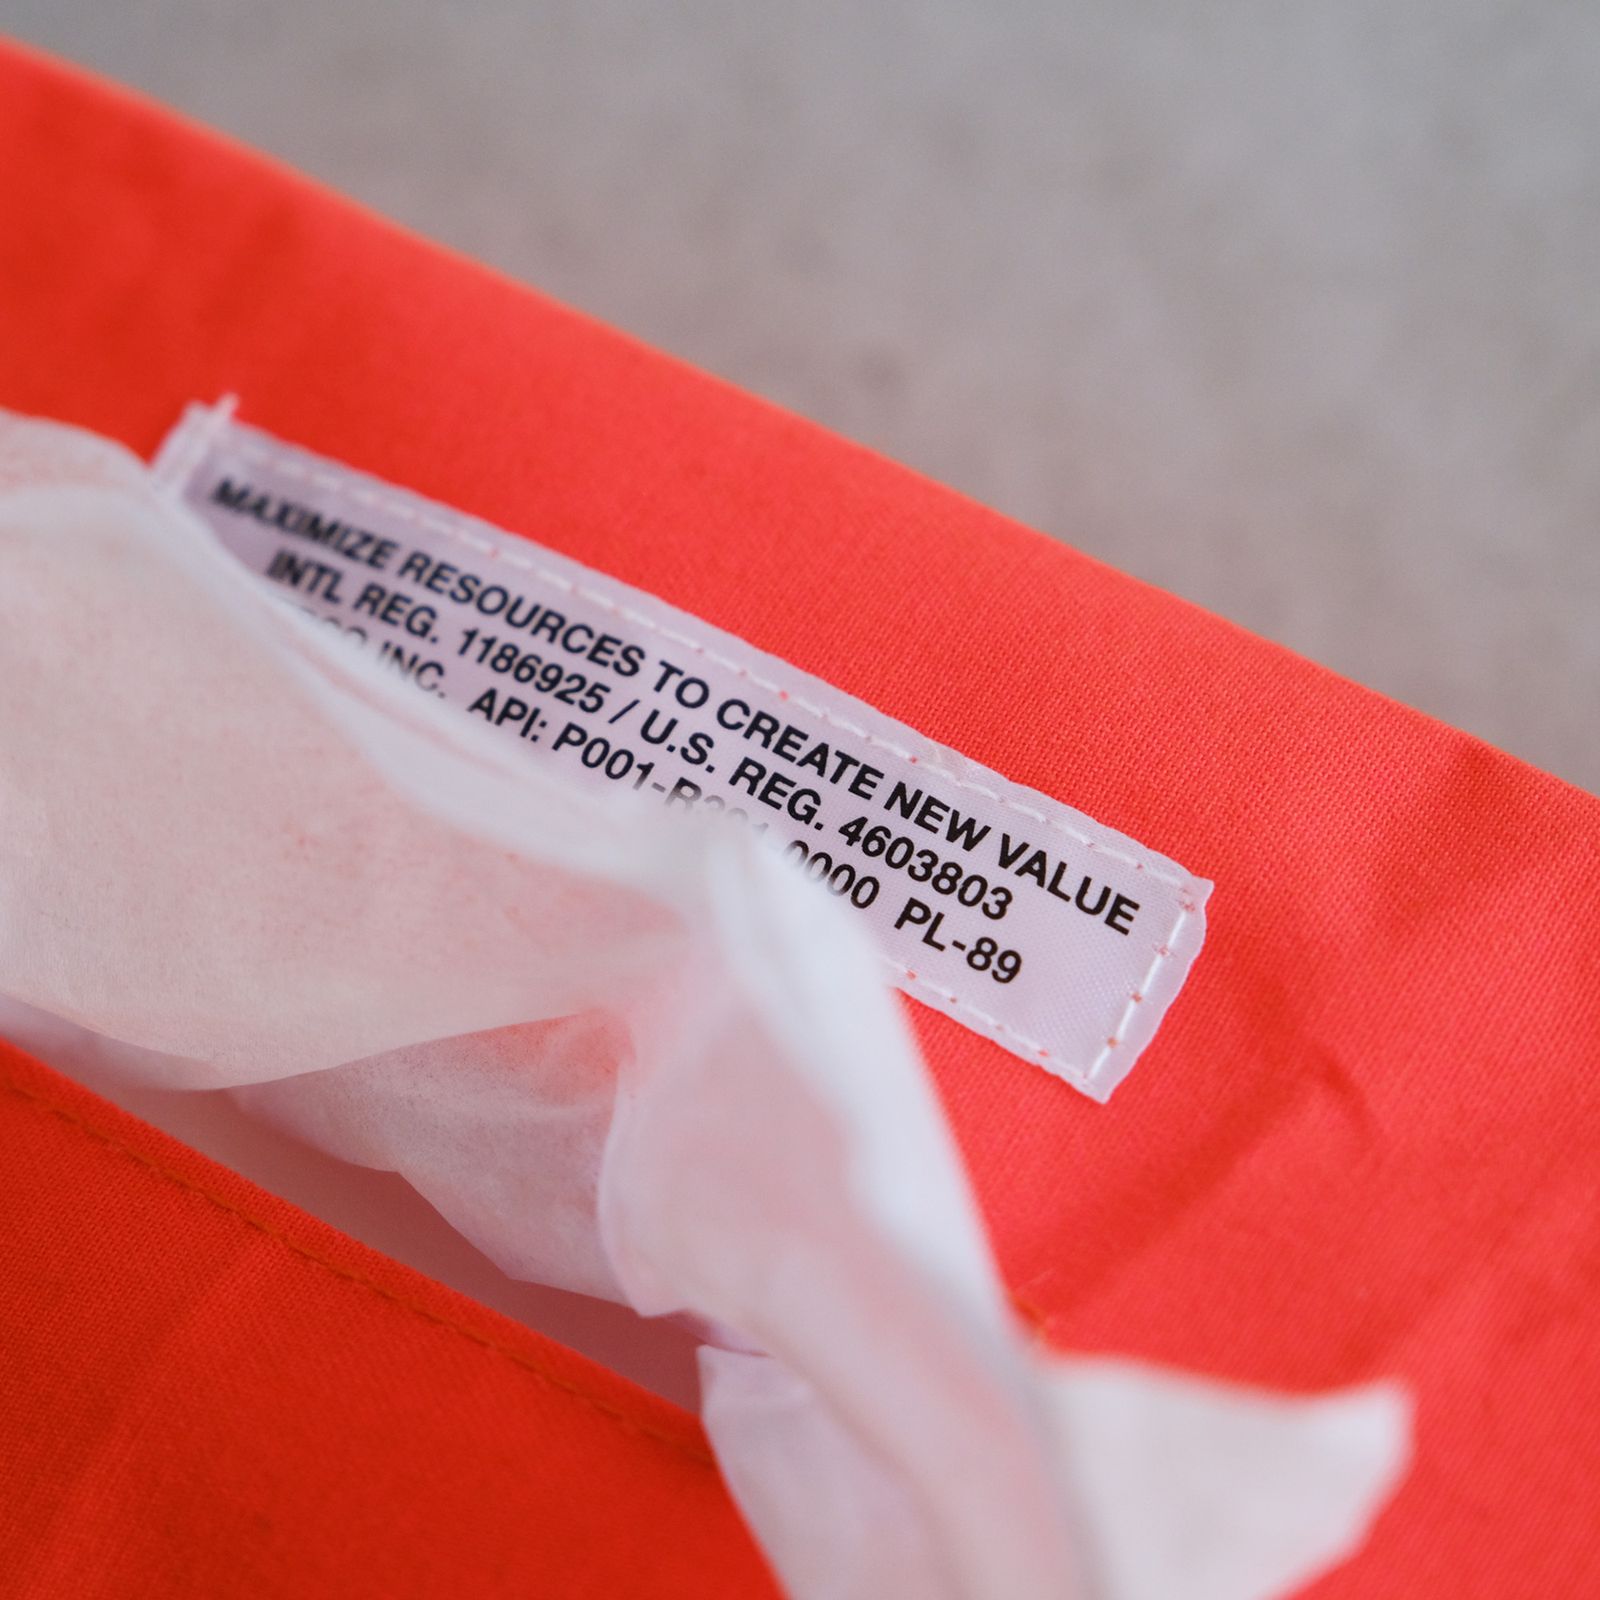 MAXIMIZE RESOURCES TO CREATE NEW VALUE
INTL REG. 1186925 / U.S. REG. 4603803
INC. API: PL-89